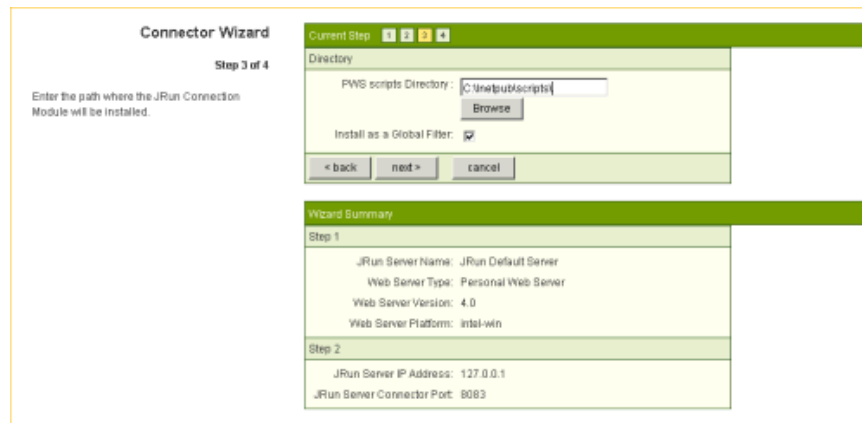 Connector Wizard
Step 3 of 4
Enter the path where the JRun Connection
Module will be installed.
Current Step 1 2 3 4
Directory
PWS scripts Directory: C:\Inetpub\scripts\
Browse
Install as a Global Filter:
< back next > cancel
Wizard Summary
Step 1
JRun Server Name: JRun Default Server
Web Server Type: Personal Web Server
Web Server Version: 4.0
Web Server Platform: intel-win
Step 2
JRun Server IP Address: 127.0.0.1
JRun Server Connector Port: 8083